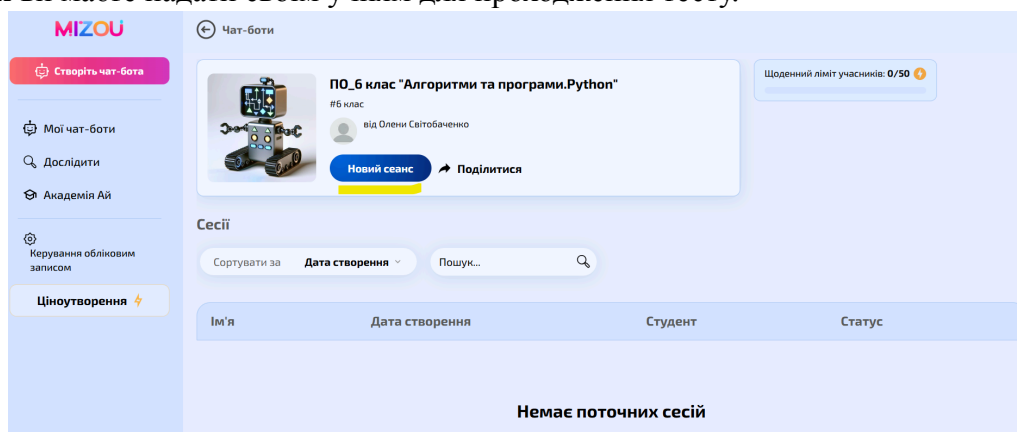 ви маєте надати своїм учням для проходження тесту.
MIZOU
Чат-боти
Створіть чат-бота
Мої чат-боти
Дослідити
Академія Ай
Керування обліковим
записом
Ціноутворення
ПО_6 клас "Алгоритми та програми.Python"
#6 клас
від Олени Світобаченко
Новий сеанс
Поділитися
Щоденний ліміт учасників: 0/50
Сесії
Сортувати за Дата створення
Пошук...
Ім'я Дата створення Студент Статус
Немає поточних сесій